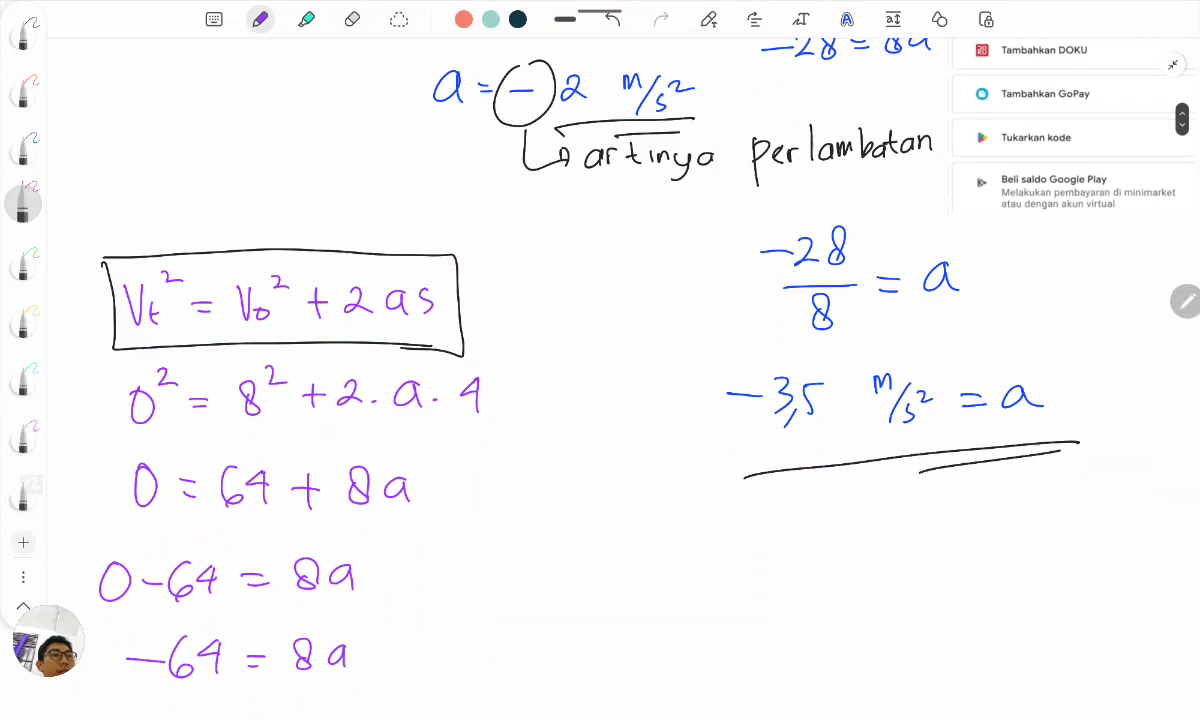 -28 = 8a
a = - 2 m/s²
artinya perlambatan
Tambahkan DOKU
Tambahkan GoPay
Tukarkan kode
Beli saldo Google Play
Melakukan pembayaran di minimarket
atau dengan akun virtual
-28/8 = a
-3,5 m/s² = a
Vt² = Vo² + 2as
0² = 8² + 2 . a . 4
0 = 64 + 8a
0 - 64 = 8a
-64 = 8a